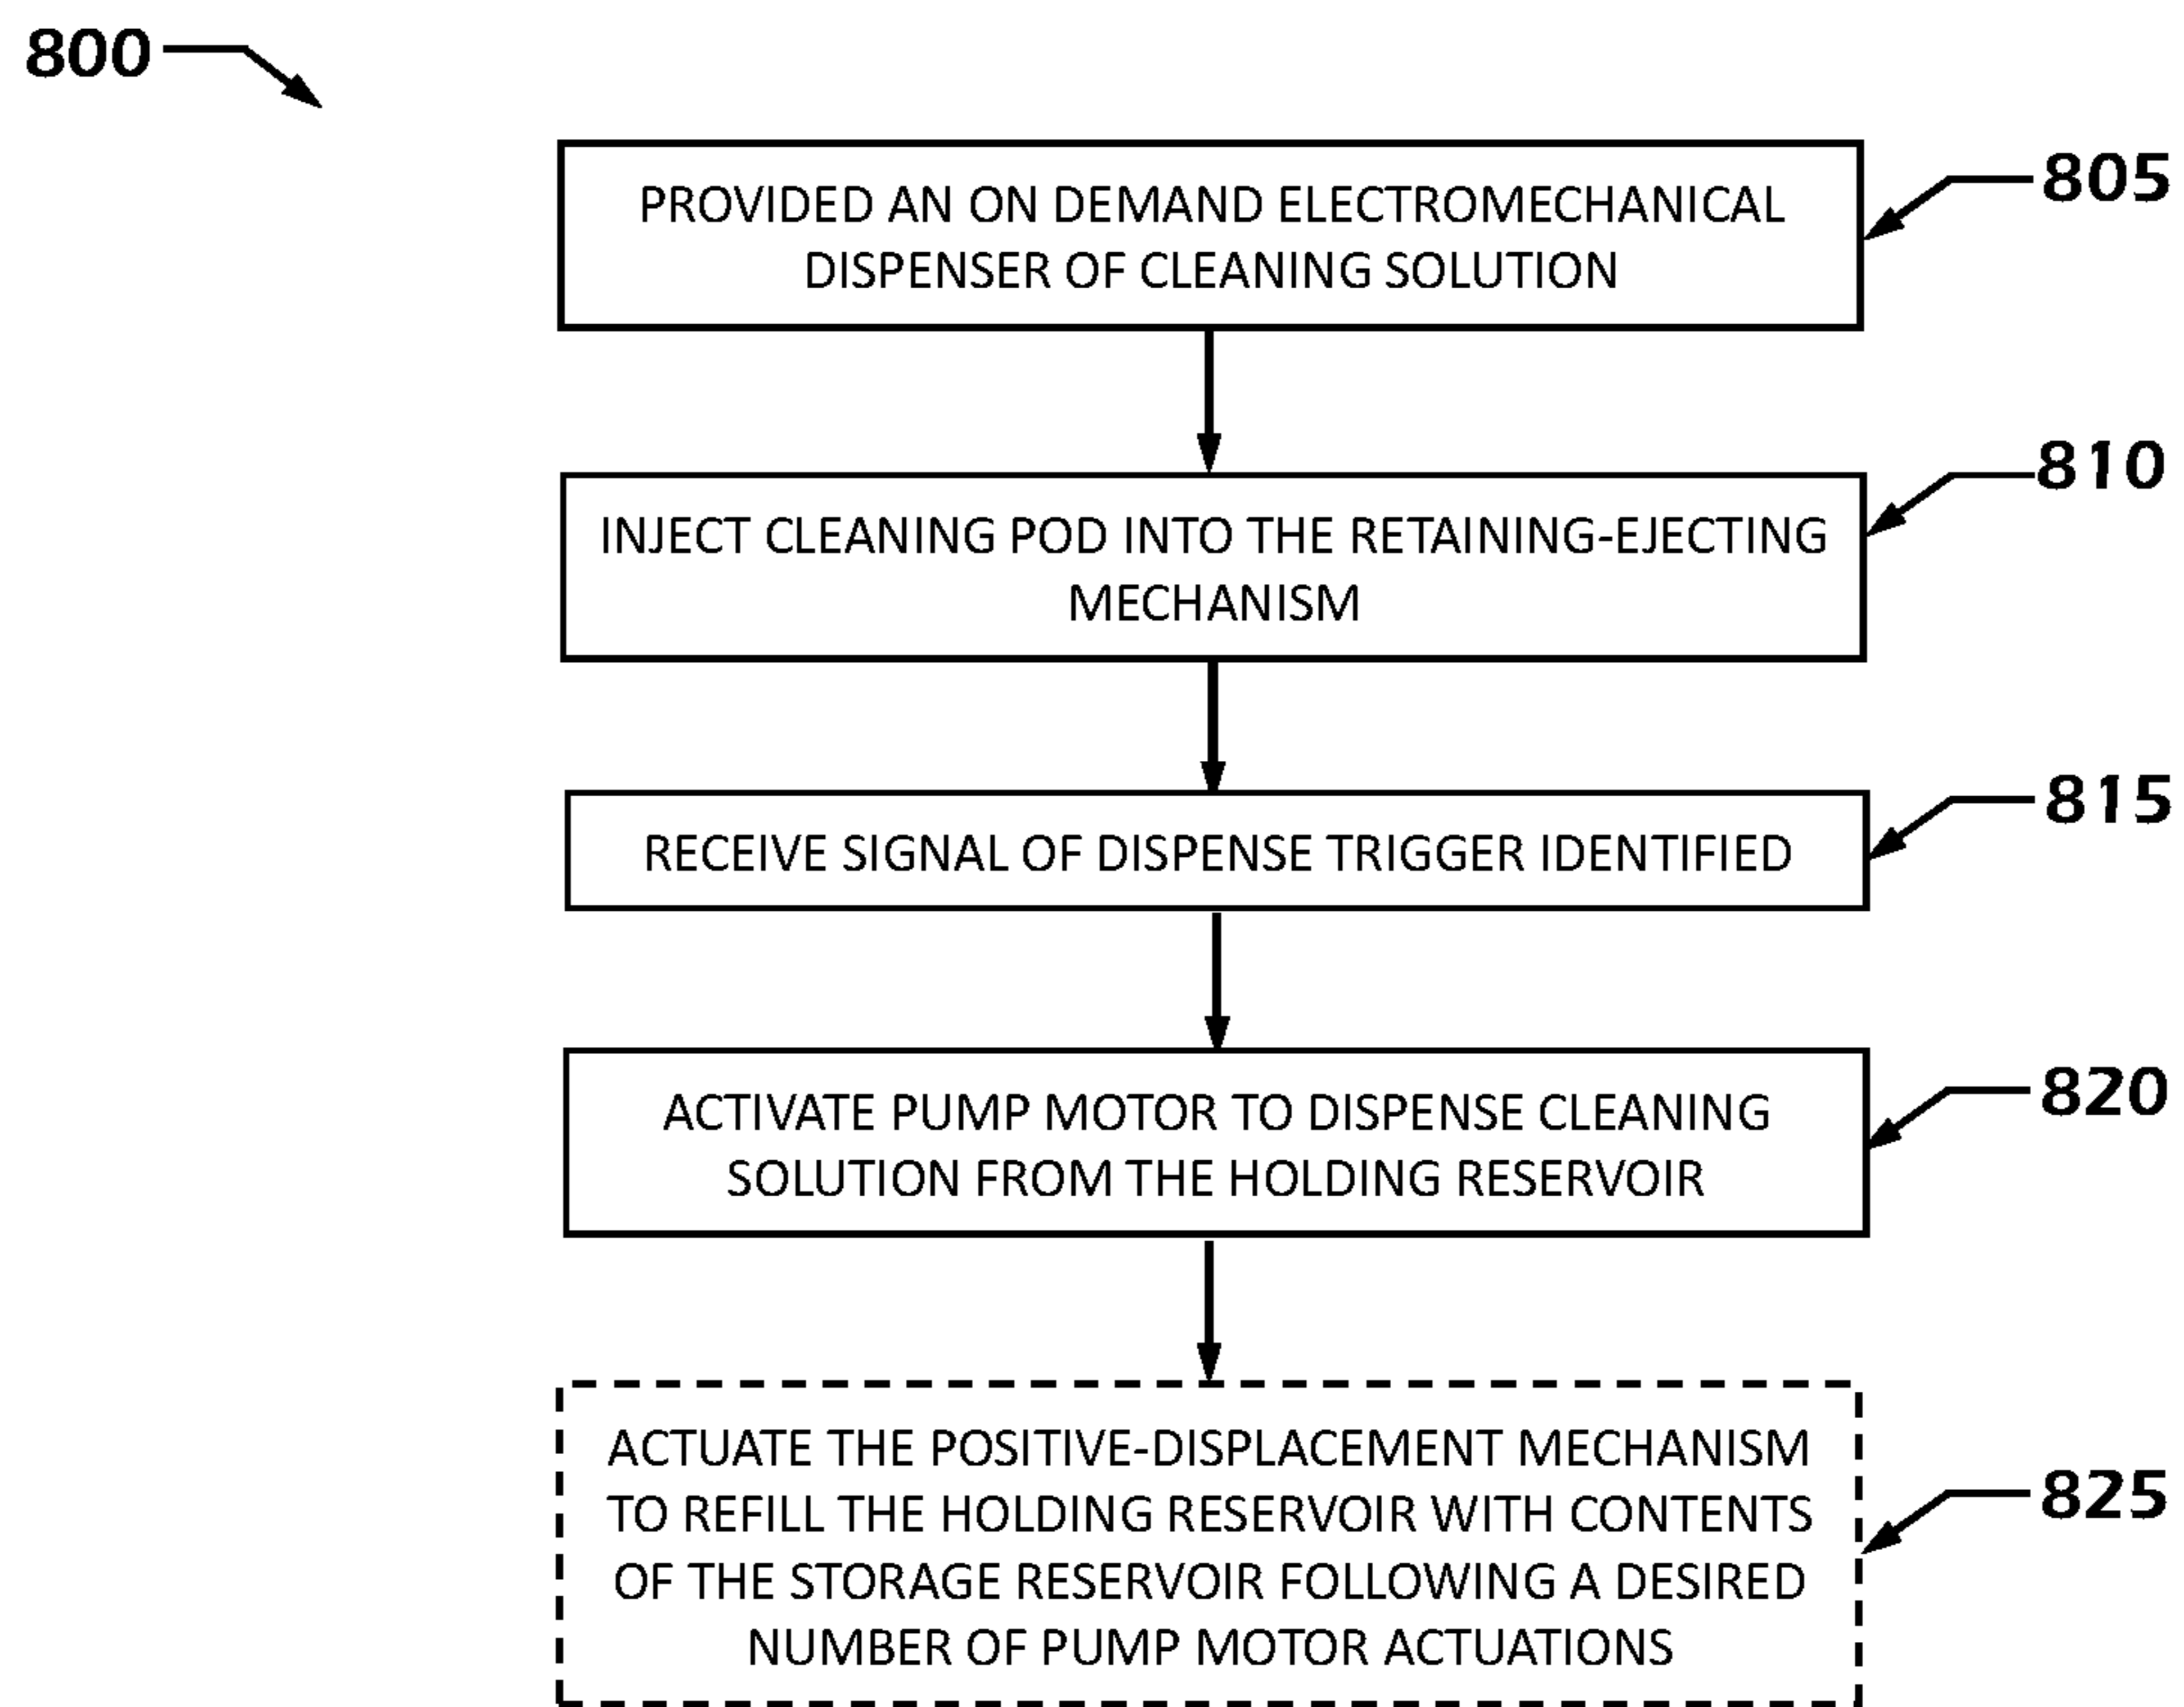 800
PROVIDED AN ON DEMAND ELECTROMECHANICAL
DISPENSER OF CLEANING SOLUTION
805
INJECT CLEANING POD INTO THE RETAINING-EJECTING
MECHANISM
810
RECEIVE SIGNAL OF DISPENSE TRIGGER IDENTIFIED
815
ACTIVATE PUMP MOTOR TO DISPENSE CLEANING
SOLUTION FROM THE HOLDING RESERVOIR
820
ACTUATE THE POSITIVE-DISPLACEMENT MECHANISM
TO REFILL THE HOLDING RESERVOIR WITH CONTENTS
OF THE STORAGE RESERVOIR FOLLOWING A DESIRED
NUMBER OF PUMP MOTOR ACTUATIONS
825